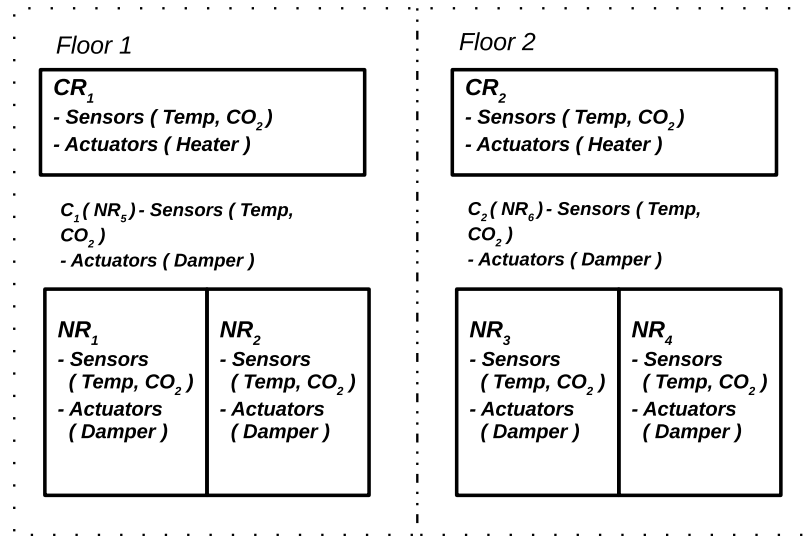 Floor 1
CR₁
- Sensors ( Temp, CO₂ )
- Actuators ( Heater )
C₁ ( NR₅ ) - Sensors ( Temp,
CO₂ )
- Actuators ( Damper )
NR₁
- Sensors
( Temp, CO₂ )
- Actuators
( Damper )
NR₂
- Sensors
( Temp, CO₂ )
- Actuators
( Damper )
Floor 2
CR₂
- Sensors ( Temp, CO₂ )
- Actuators ( Heater )
C₂ ( NR₆ ) - Sensors ( Temp,
CO₂ )
- Actuators ( Damper )
NR₃
- Sensors
( Temp, CO₂ )
- Actuators
( Damper )
NR₄
- Sensors
( Temp, CO₂ )
- Actuators
( Damper )